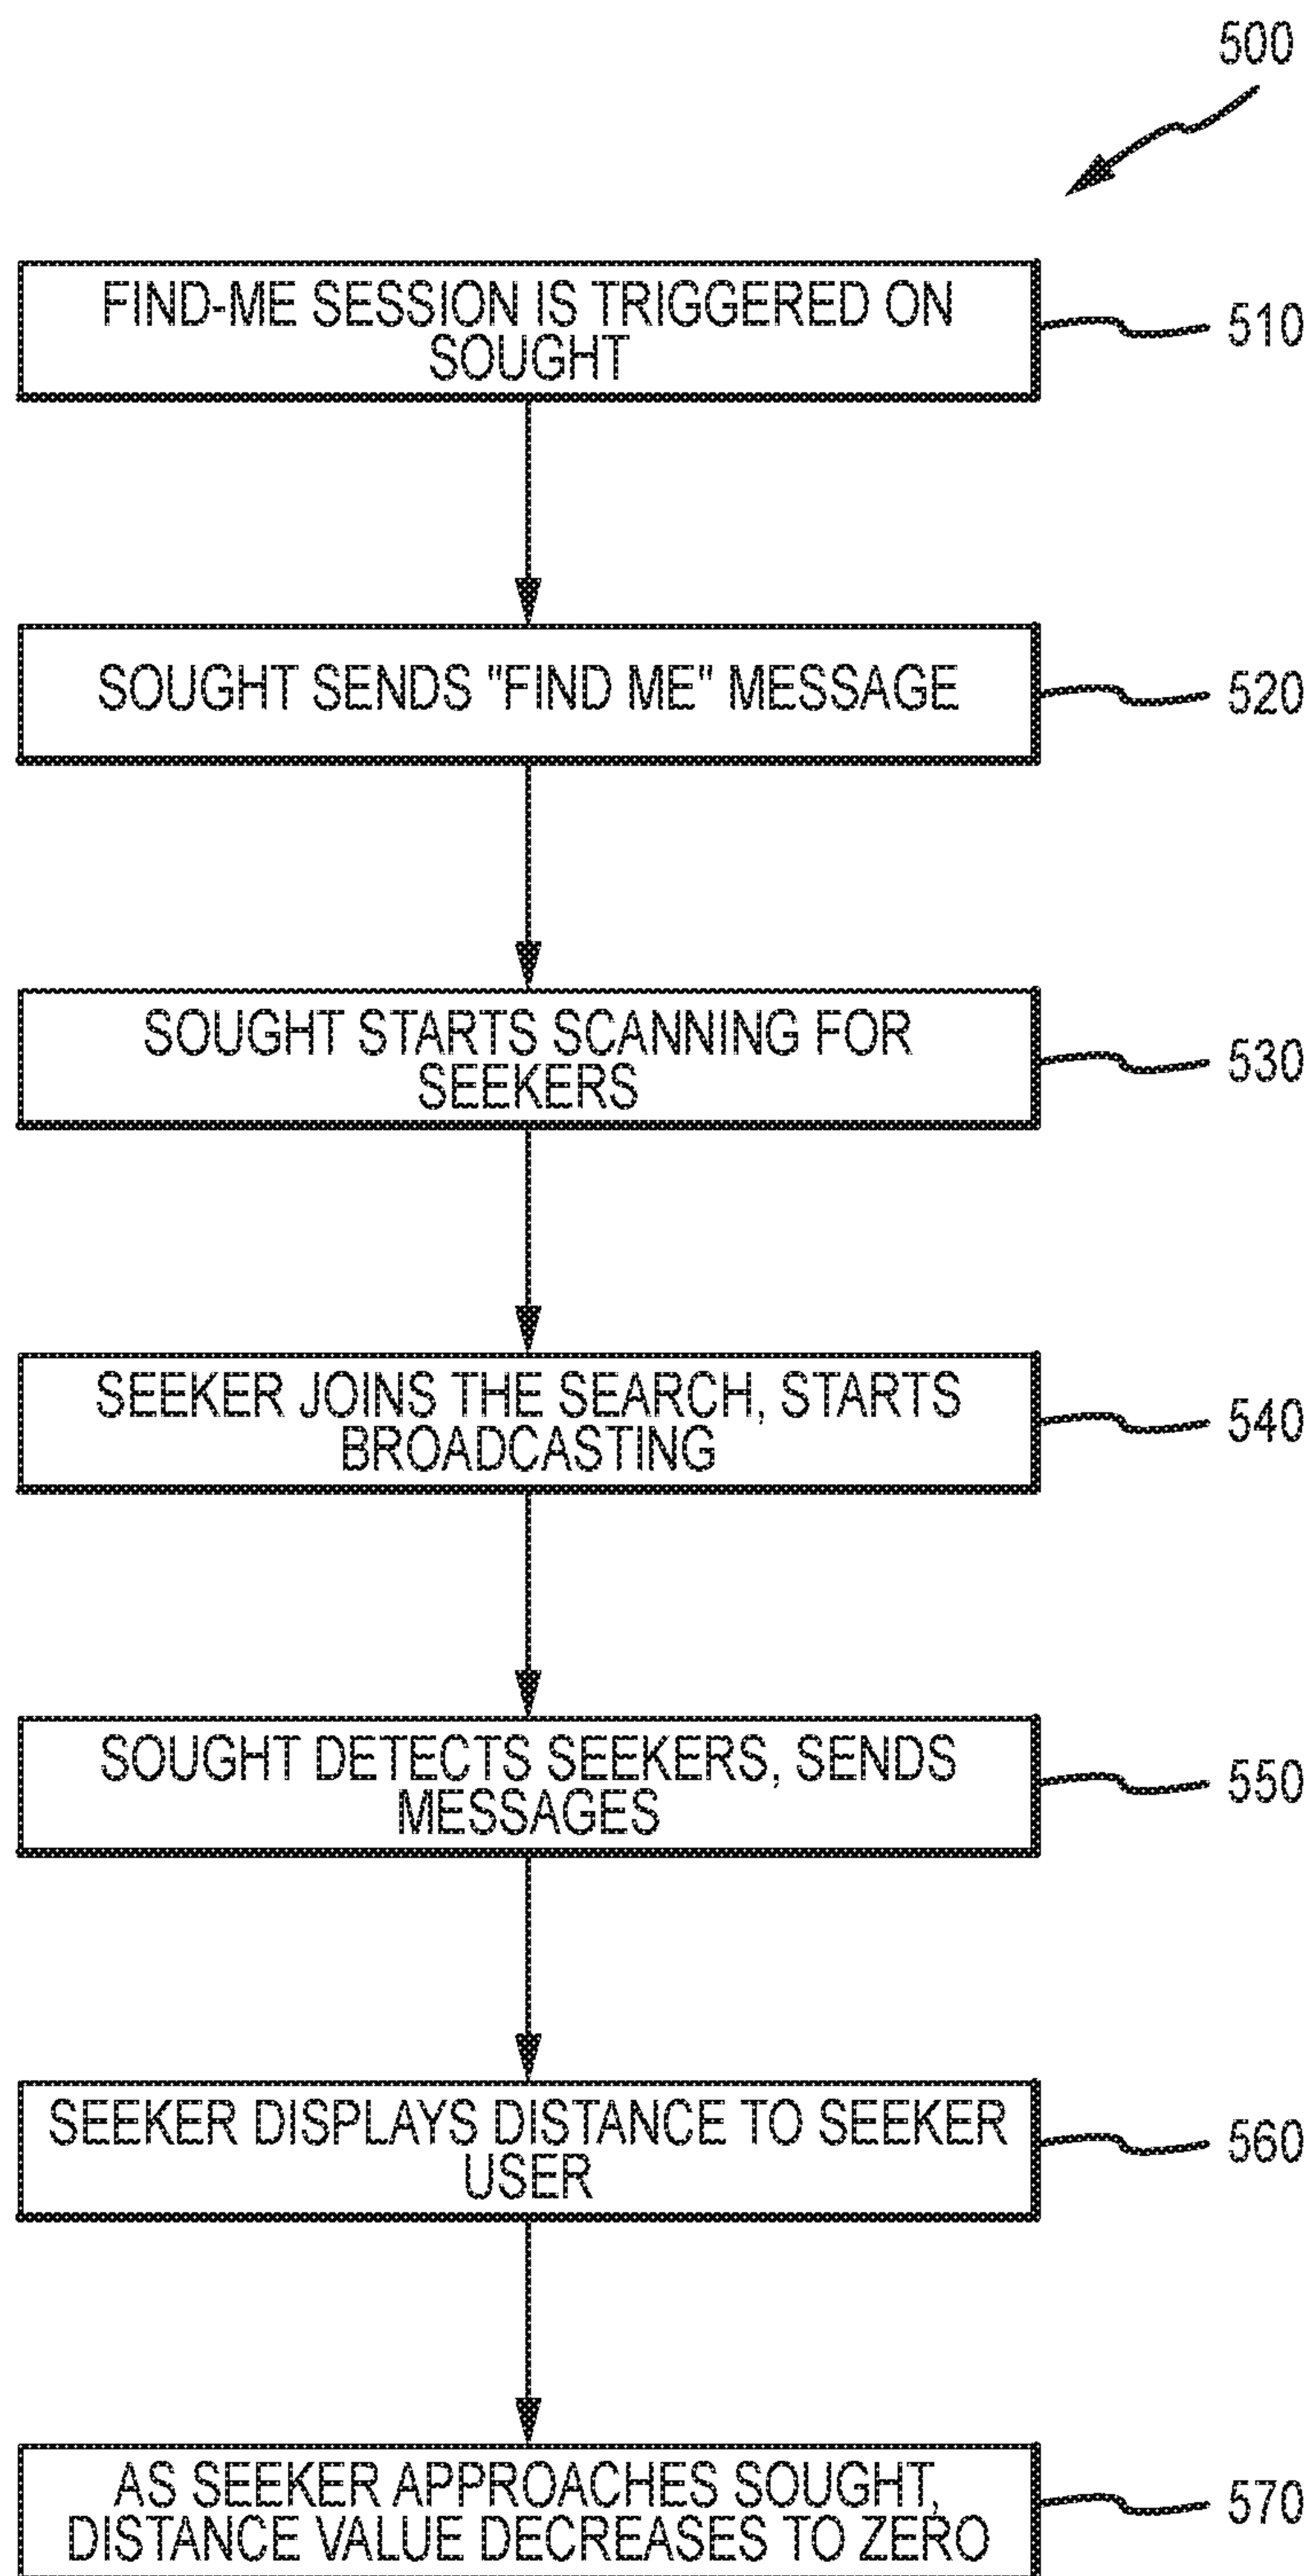 500
FIND-ME SESSION IS TRIGGERED ON
SOUGHT
510
SOUGHT SENDS "FIND ME" MESSAGE
520
SOUGHT STARTS SCANNING FOR
SEEKERS
530
SEEKER JOINS THE SEARCH, STARTS
BROADCASTING
540
SOUGHT DETECTS SEEKERS, SENDS
MESSAGES
550
SEEKER DISPLAYS DISTANCE TO SEEKER
USER
560
AS SEEKER APPROACHES SOUGHT,
DISTANCE VALUE DECREASES TO ZERO
570